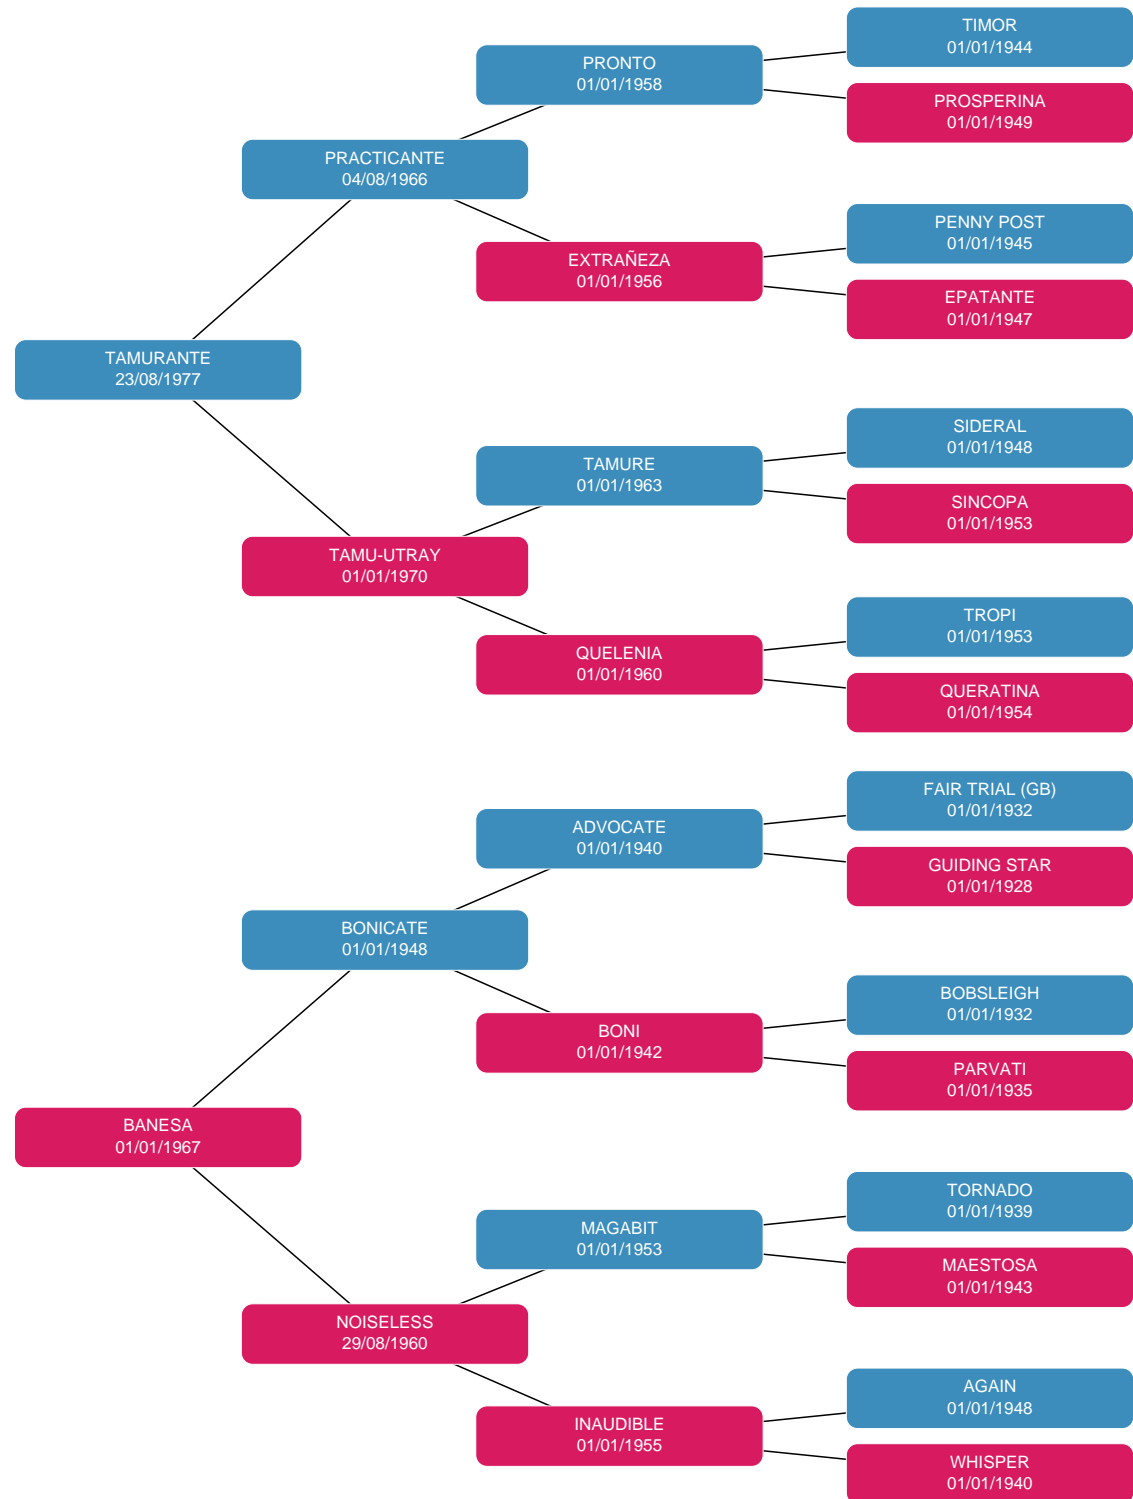 TIMOR
01/01/1944
PRONTO
01/01/1958
PROSPERINA
01/01/1949
PRACTICANTE
04/08/1966
PENNY POST
01/01/1945
EXTRAÑEZA
01/01/1956
EPATANTE
01/01/1947
TAMURANTE
23/08/1977
SIDERAL
01/01/1948
TAMURE
01/01/1963
SINCOPA
01/01/1953
TAMU-UTRAY
01/01/1970
TROPI
01/01/1953
QUELENIA
01/01/1960
QUERATINA
01/01/1954
FAIR TRIAL (GB)
01/01/1932
ADVOCATE
01/01/1940
GUIDING STAR
01/01/1928
BONICATE
01/01/1948
BOBSLEIGH
01/01/1932
BONI
01/01/1942
PARVATI
01/01/1935
BANESA
01/01/1967
TORNADO
01/01/1939
MAGABIT
01/01/1953
MAESTOSA
01/01/1943
NOISELESS
29/08/1960
AGAIN
01/01/1948
INAUDIBLE
01/01/1955
WHISPER
01/01/1940